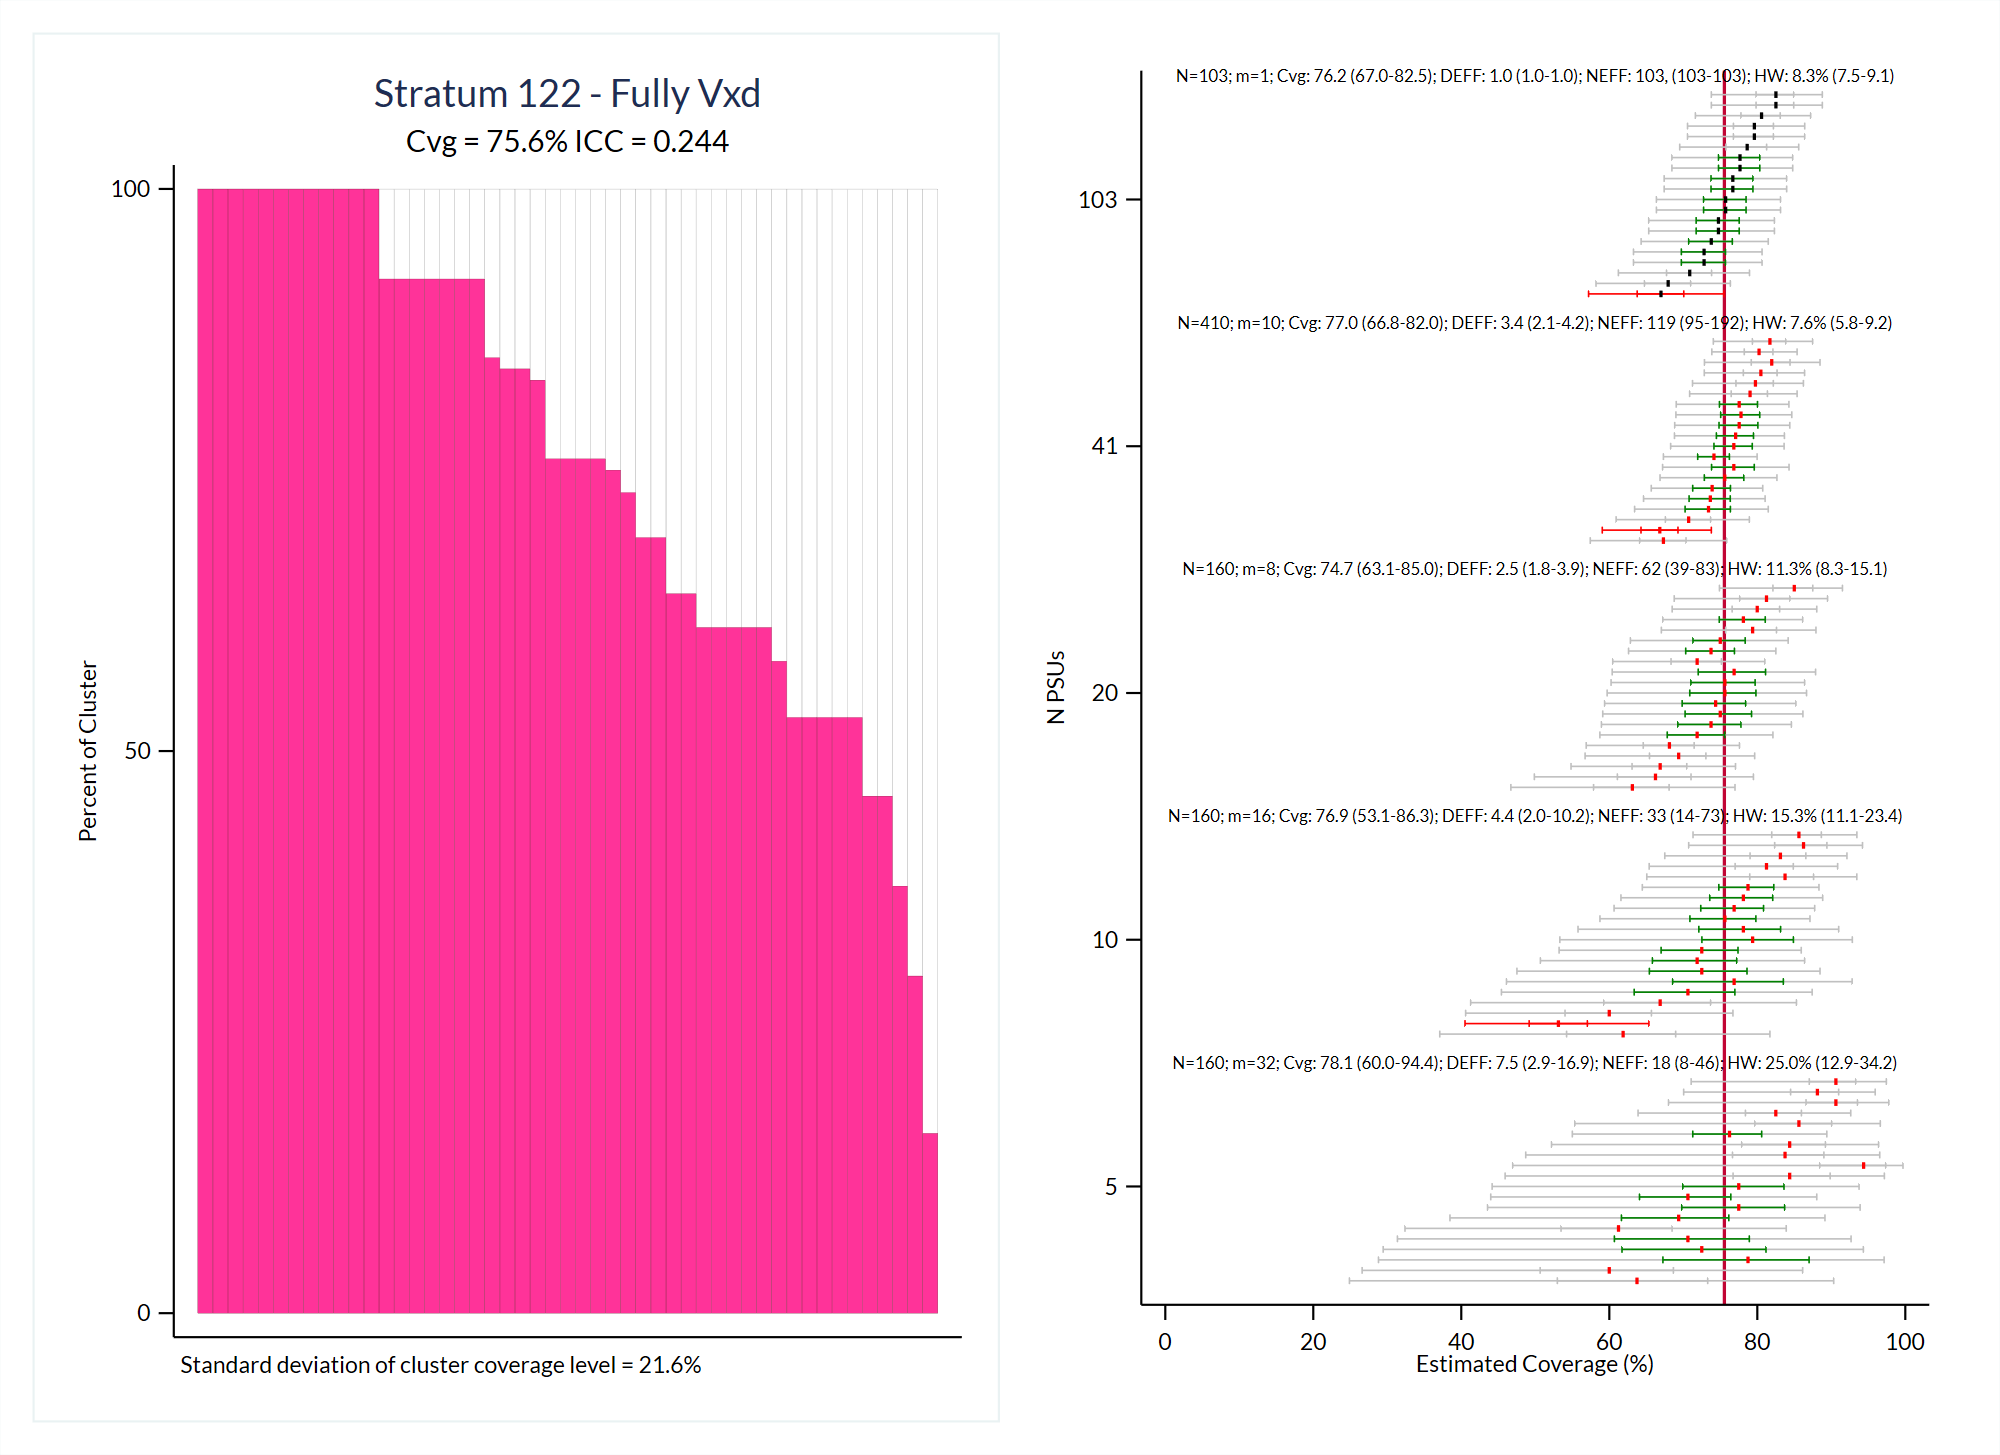 Stratum 122 - Fully Vxd
Cvg = 75.6% ICC = 0.244
100
50
0
Percent of Cluster
Standard deviation of cluster coverage level = 21.6%
N=103; m=1; Cvg: 76.2 (67.0-82.5); DEFF: 1.0 (1.0-1.0); NEFF: 103, (103-103); HW: 8.3% (7.5-9.1)
103
N=410; m=10; Cvg: 77.0 (66.8-82.0); DEFF: 3.4 (2.1-4.2); NEFF: 119 (95-192); HW: 7.6% (5.8-9.2)
41
N=160; m=8; Cvg: 74.7 (63.1-85.0); DEFF: 2.5 (1.8-3.9); NEFF: 62 (39-83); HW: 11.3% (8.3-15.1)
20
N PSUs
N=160; m=16; Cvg: 76.9 (53.1-86.3); DEFF: 4.4 (2.0-10.2); NEFF: 33 (14-73); HW: 15.3% (11.1-23.4)
10
N=160; m=32; Cvg: 78.1 (60.0-94.4); DEFF: 7.5 (2.9-16.9); NEFF: 18 (8-46); HW: 25.0% (12.9-34.2)
5
0 20 40 60 80 100
Estimated Coverage (%)